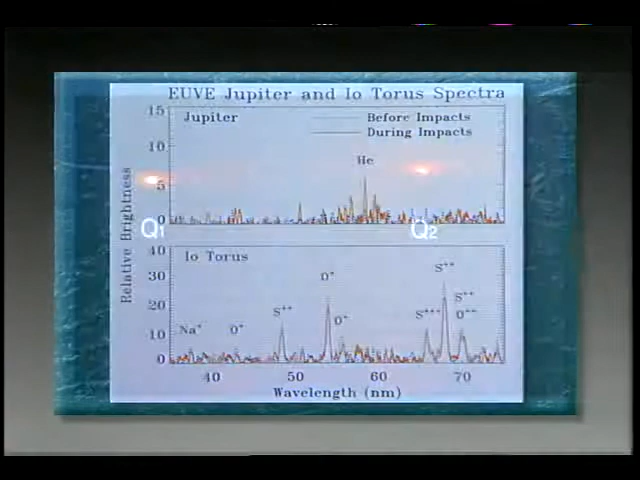 EUVE Jupiter and Io Torus Spectra
Jupiter
Before Impacts
During Impacts
He
15
10
5
0
Relative Brightness
Q1
Q2
Io Torus
40
30
20
10
0
Na⁺
O⁺
S⁺⁺
O⁺
O⁺
S⁺⁺⁺
S⁺⁺
S⁺⁺
O⁺⁺
40
50
60
70
Wavelength (nm)